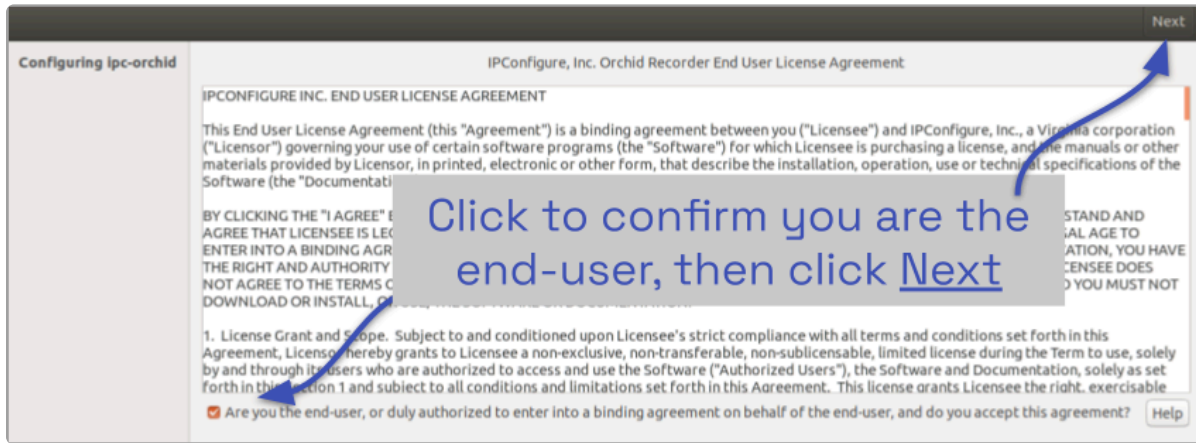 Next
Configuring ipc-orchid
IPConfigure, Inc. Orchid Recorder End User License Agreement
IPCONFIGURE INC. END USER LICENSE AGREEMENT
This End User License Agreement (this "Agreement") is a binding agreement between you ("Licensee") and IPConfigure, Inc., a Virginia corporation
("Licensor") governing your use of certain software programs (the "Software") for which Licensee is purchasing a license, and the manuals or other
materials provided by Licensor, in printed, electronic or other form, that describe the installation, operation, use or technical specifications of the
Software (the "Documentati
BY CLICKING THE "I AGREE" STAND AND
AGREE THAT LICENSEE IS GAL AGE TO
ENTER INTO A BINDING ATION, YOU HAVE
THE RIGHT AND AUTHORITY CENSEE DOES
NOT AGREE TO THE TERMS YOU MUST NOT
DOWNLOAD OR INSTALL,
Click to confirm you are the
end-user, then click Next
1. License Grant and Scope. Subject to and conditioned upon Licensee's strict compliance with all terms and conditions set forth in this
Agreement, Licensor hereby grants to Licensee a non-exclusive, non-transferable, non-sublicensable, limited license during the Term to use, solely
by and through its users who are authorized to access and use the Software ("Authorized Users"), the Software and Documentation, solely as set
forth in this Section 1 and subject to all conditions and limitations set forth in this Agreement. This license grants Licensee the right, exercisable
Are you the end-user, or duly authorized to enter into a binding agreement on behalf of the end-user, and do you accept this agreement?
Help